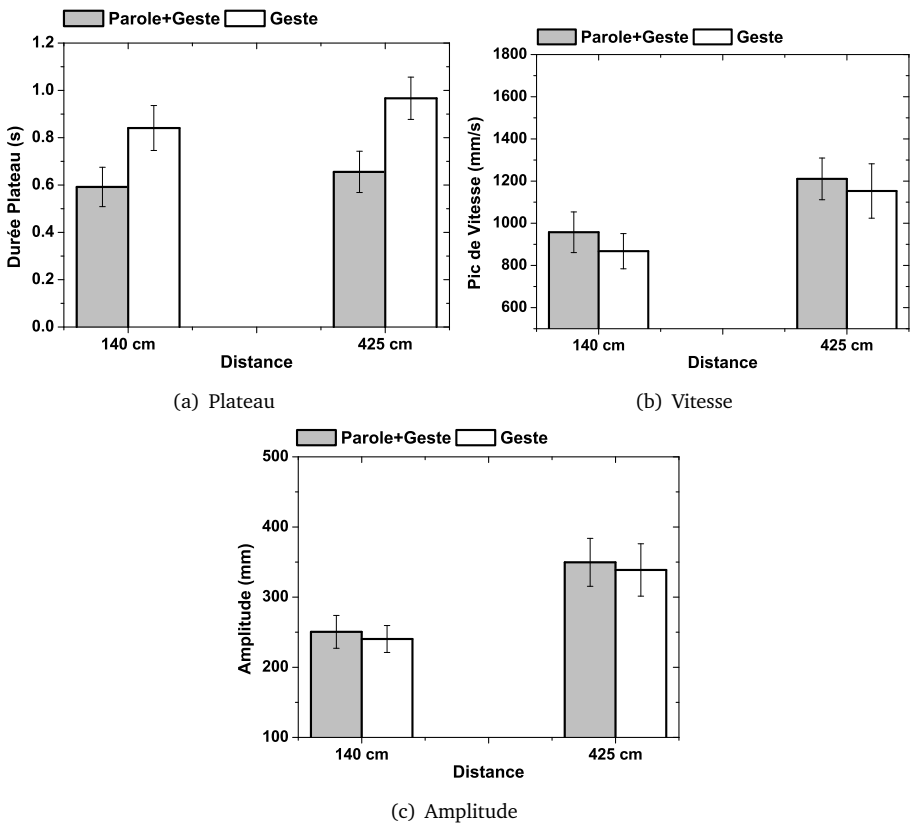 Parole+Geste Geste
1.2
1.0
0.8
0.6
0.4
0.2
0.0
Durée Plateau (s)
140 cm 425 cm
Distance
(a) Plateau
Parole+Geste Geste
1800
1600
1400
1200
1000
800
600
Pic de Vitesse (mm/s)
140 cm 425 cm
Distance
(b) Vitesse
Parole+Geste Geste
500
400
300
200
100
Amplitude (mm)
140 cm 425 cm
Distance
(c) Amplitude